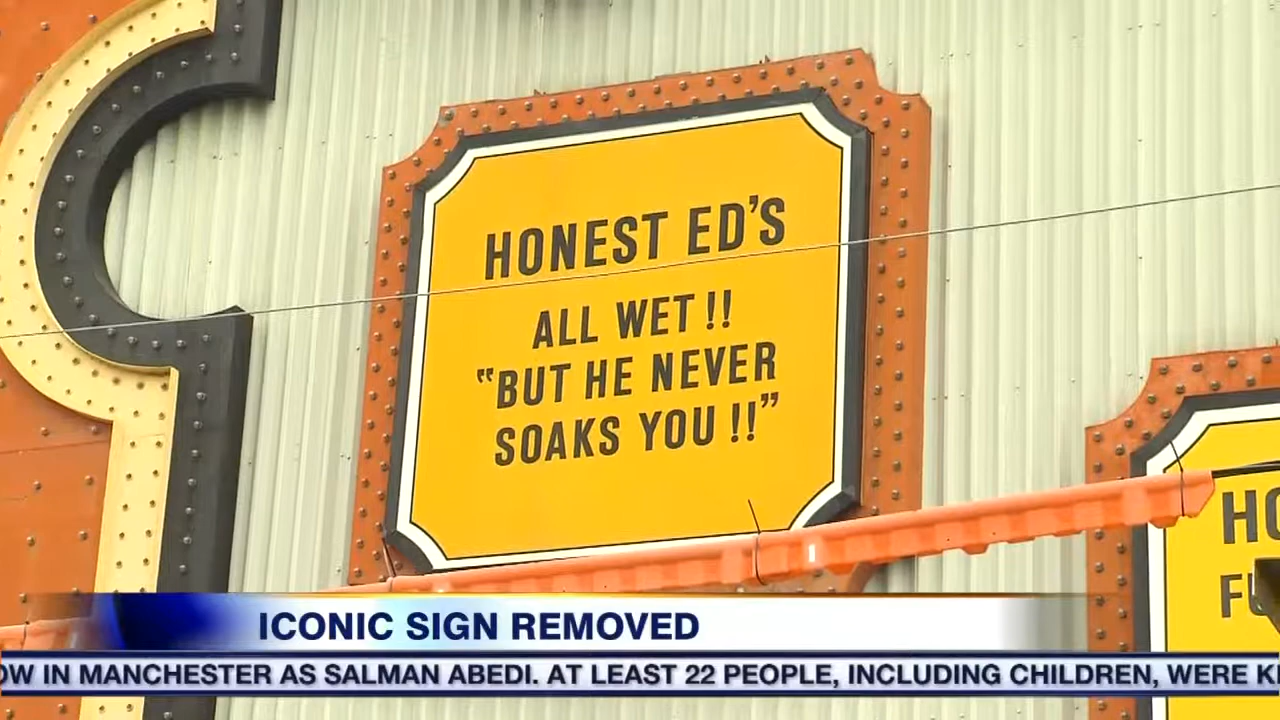 HONEST ED'S
ALL WET!!
"BUT HE NEVER
SOAKS YOU!!"
HO
ICONIC SIGN REMOVED
OW IN MANCHESTER AS SALMAN ABEDI. AT LEAST 22 PEOPLE, INCLUDING CHILDREN, WERE K